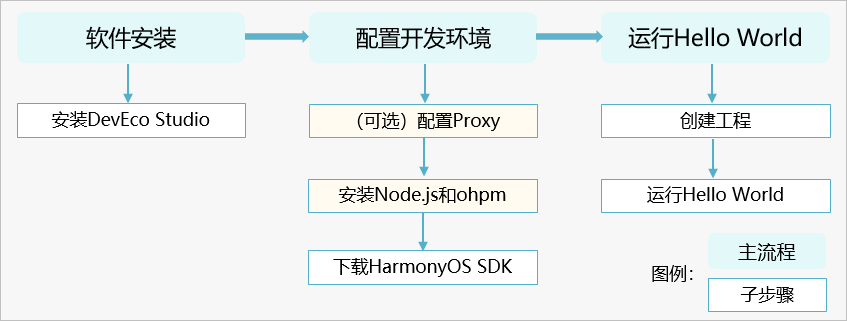 软件安装
配置开发环境
运行Hello World
安装DevEco Studio
（可选）配置Proxy
创建工程
安装Node.js和ohpm
运行Hello World
下载HarmonyOS SDK
图例：
主流程
子步骤